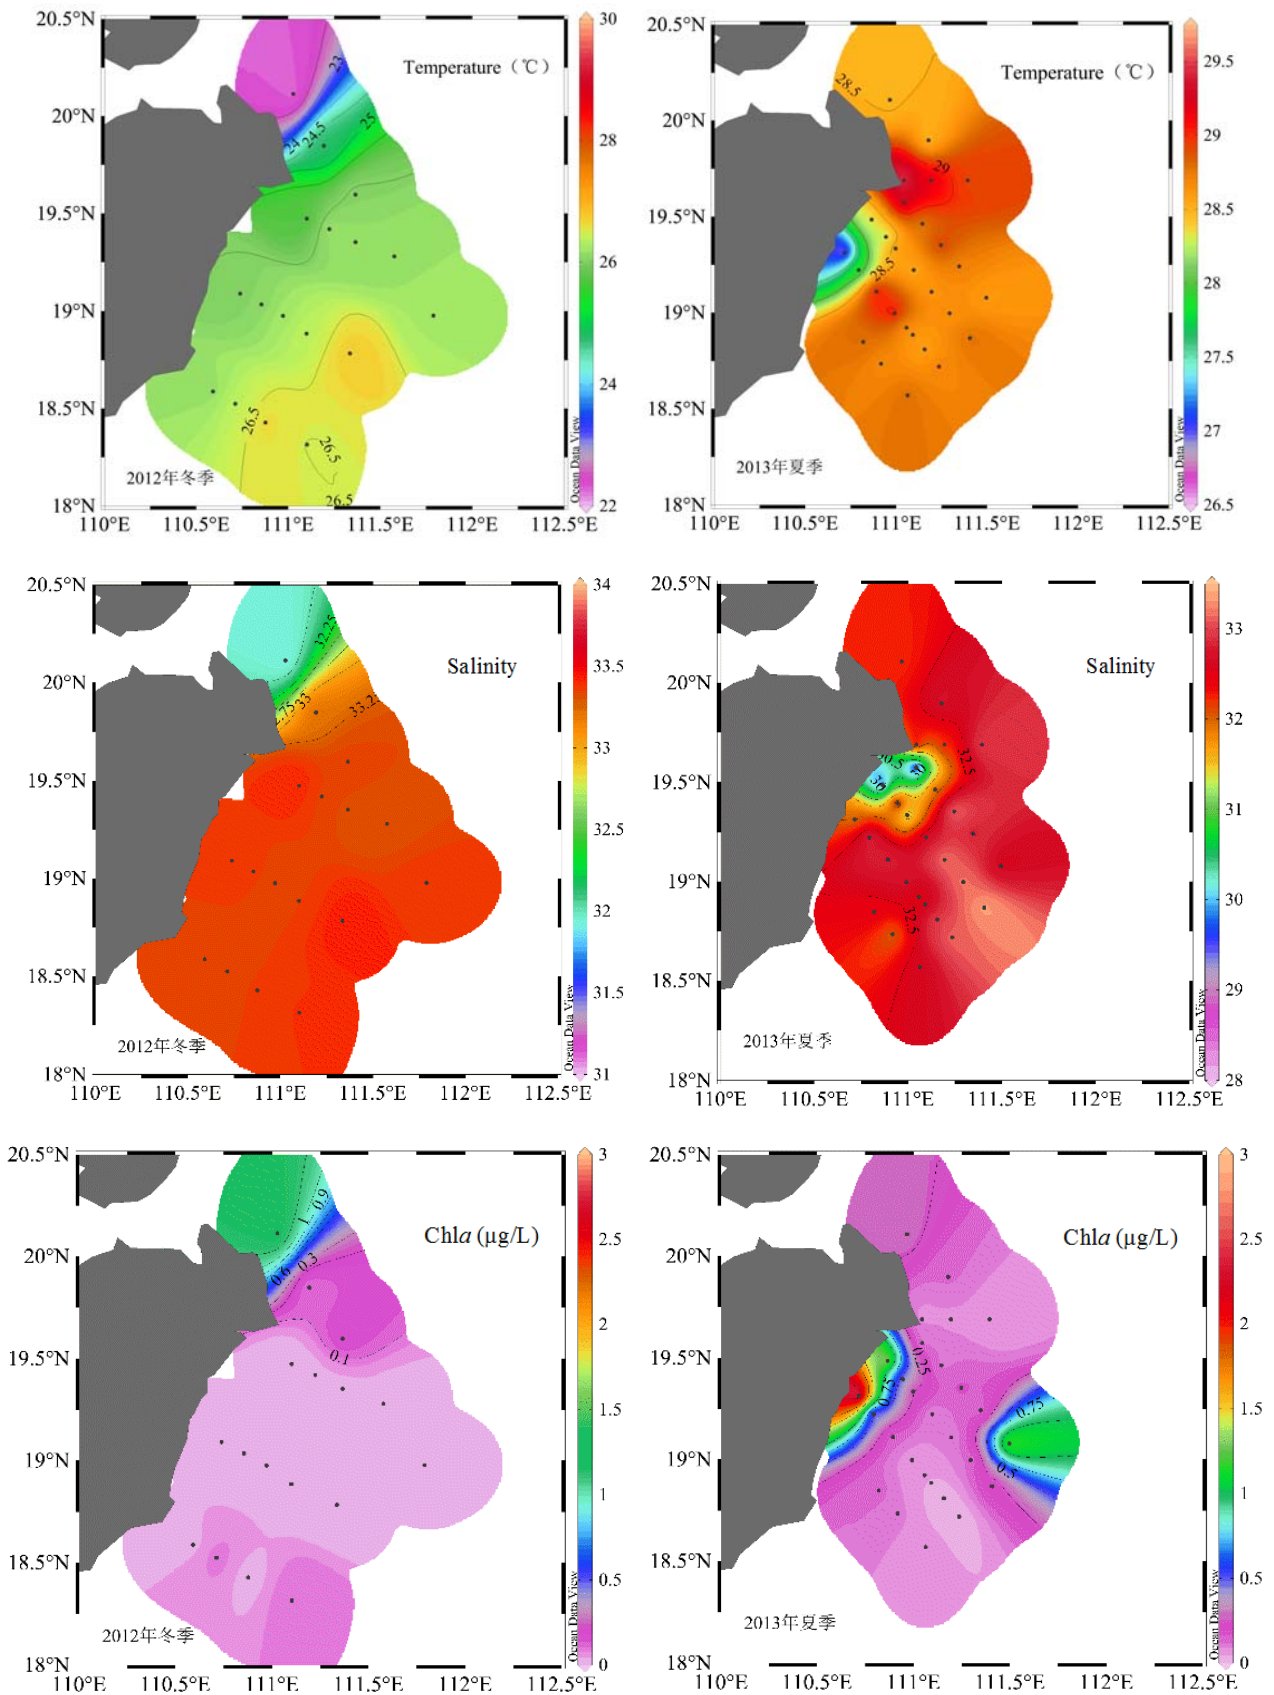 20.5°N
20°N
19.5°N
19°N
18.5°N
18°N
110°E 110.5°E 111°E 111.5°E 112°E 112.5°E
Temperature（℃）
23
24
24.5
25
26.5
26.5
26.5
2012年冬季
Ocean Data View
30
28
26
24
22
20.5°N
20°N
19.5°N
19°N
18.5°N
18°N
110°E 110.5°E 111°E 111.5°E 112°E 112.5°E
Temperature（℃）
28.5
29
28.5
2013年夏季
Ocean Data View
29.5
29
28.5
28
27.5
27
26.5
20.5°N
20°N
19.5°N
19°N
18.5°N
18°N
110°E 110.5°E 111°E 111.5°E 112°E 112.5°E
Salinity
32.25
33
2012年冬季
Ocean Data View
34
33.5
33
32.5
32
31.5
31
20.5°N
20°N
19.5°N
19°N
18.5°N
18°N
110°E 110.5°E 111°E 111.5°E 112°E 112.5°E
Salinity
32.5
30
30
32.5
2013年夏季
Ocean Data View
33
32
31
30
29
28
20.5°N
20°N
19.5°N
19°N
18.5°N
18°N
110°E 110.5°E 111°E 111.5°E 112°E 112.5°E
Chla (µg/L)
1
0.9
0.6
0.3
0.1
2012年冬季
Ocean Data View
3
2.5
2
1.5
1
0.5
0
20.5°N
20°N
19.5°N
19°N
18.5°N
18°N
110°E 110.5°E 111°E 111.5°E 112°E 112.5°E
Chla (µg/L)
0.25
0.75
0.75
0.5
2013年夏季
Ocean Data View
3
2.5
2
1.5
1
0.5
0